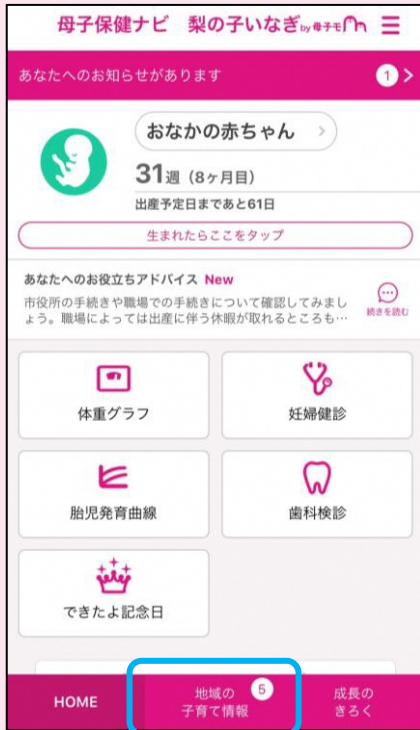 母子保健ナビ　梨の子いなぎ by 母子モ
あなたへのお知らせがあります 1
おなかの赤ちゃん
31週（8ヶ月目）
出産予定日まであと61日
生まれたらここをタップ
あなたへのお役立ちアドバイス New
市役所の手続きや職場での手続きについて確認してみまし
ょう。職場によっては出産に伴う休暇が取れるところも…
続きを読む
体重グラフ
妊婦健診
胎児発育曲線
歯科検診
できたよ記念日
HOME
地域の
子育て情報
5
成長の
きろく